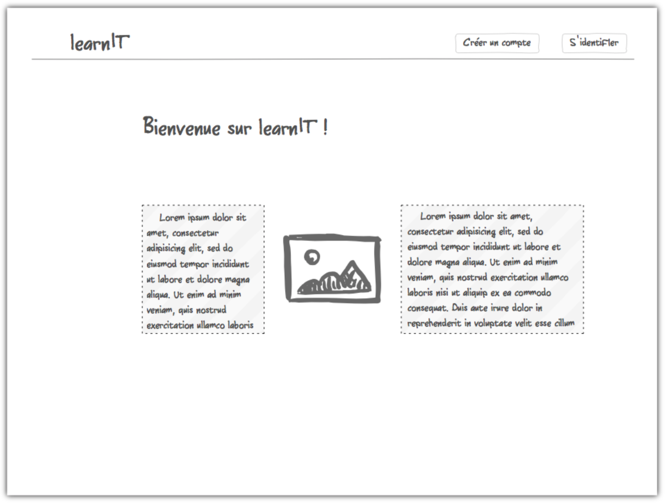 learnIT
Créer un compte
S'identifier
Bienvenue sur learnIT !
Lorem ipsum dolor sit
amet, consectetur
adipisicing elit, sed do
eiusmod tempor incididunt
ut labore et dolore magna
aliqua. Ut enim ad minim
veniam, quis nostrud
exercitation ullamco laboris
Lorem ipsum dolor sit amet,
consectetur adipisicing elit, sed do
eiusmod tempor incididunt ut labore et
dolore magna aliqua. Ut enim ad minim
veniam, quis nostrud exercitation ullamco
laboris nisi ut aliquip ex ea commodo
consequat. Duis aute irure dolor in
reprehenderit in voluptate velit esse cillum